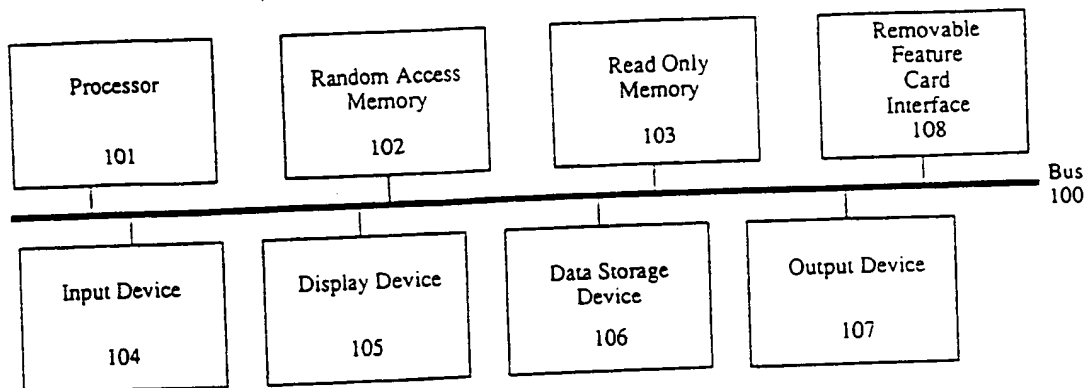 Processor
101
Random Access
Memory
102
Read Only
Memory
103
Removable
Feature
Card
Interface
108
Bus
100
Input Device
104
Display Device
105
Data Storage
Device
106
Output Device
107